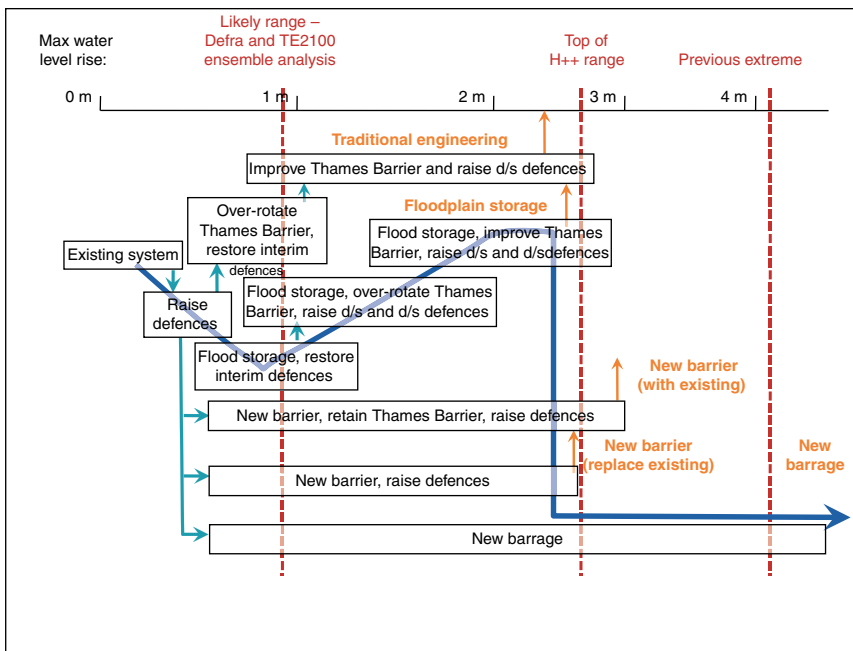 Max water
level rise:
Likely range –
Defra and TE2100
ensemble analysis
Top of
H++ range
Previous extreme
0 m
1 m
2 m
3 m
4 m
Traditional engineering
Improve Thames Barrier and raise d/s defences
Over-rotate
Thames Barrier,
restore interim
defences
Floodplain storage
Flood storage, improve Thames
Barrier, raise d/s and d/sdefences
Existing system
Flood storage, over-rotate Thames
Barrier, raise d/s and d/s defences
Raise
defences
Flood storage, restore
interim defences
New barrier
(with existing)
New barrier, retain Thames Barrier, raise defences
New barrier
(replace existing)
New
barrage
New barrier, raise defences
New barrage